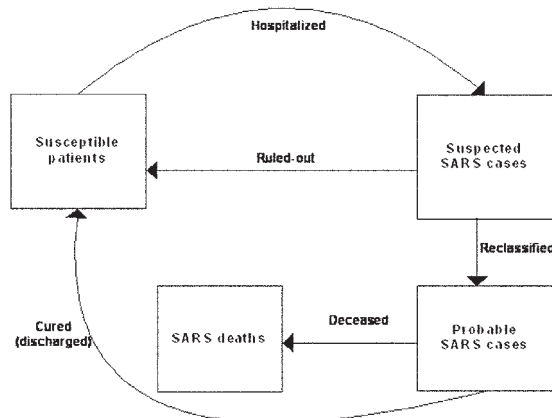 Hospitalized
Susceptible
patients
Suspected
SARS cases
Ruled-out
Reclassified
Cured
(discharged)
SARS deaths
Deceased
Probable
SARS cases